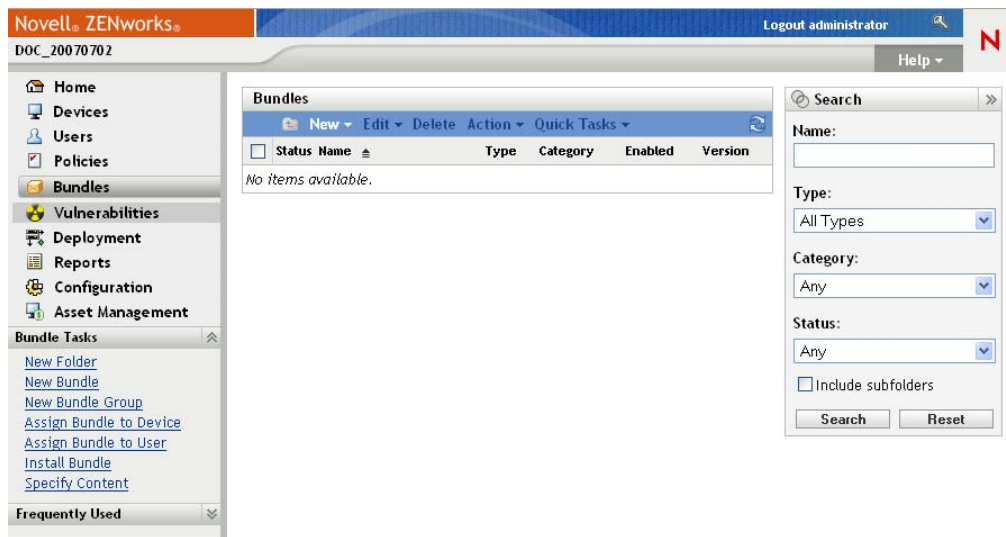 Novell® ZENworks®
Logout administrator
N
DOC_20070702
Help
Home
Devices
Users
Policies
Bundles
Vulnerabilities
Deployment
Reports
Configuration
Asset Management
Bundle Tasks
New Folder
New Bundle
New Bundle Group
Assign Bundle to Device
Assign Bundle to User
Install Bundle
Specify Content
Frequently Used
Bundles
New Edit Delete Action Quick Tasks
Status Name Type Category Enabled Version
No items available.
Search
Name:
Type:
All Types
Category:
Any
Status:
Any
Include subfolders
Search Reset